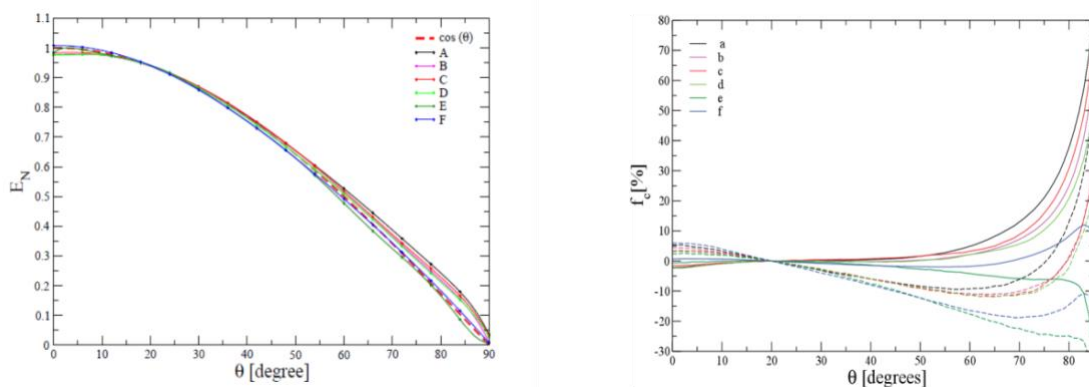 1.1
1
0.9
0.8
0.7
0.6
0.5
0.4
0.3
0.2
0.1
0
E_N
0 10 20 30 40 50 60 70 80 90
θ [degree]
cos (θ)
A
B
C
D
E
F
80
70
60
50
40
30
20
10
0
-10
-20
-30
f_c[%]
0 10 20 30 40 50 60 70 80
θ [degrees]
a
b
c
d
e
f